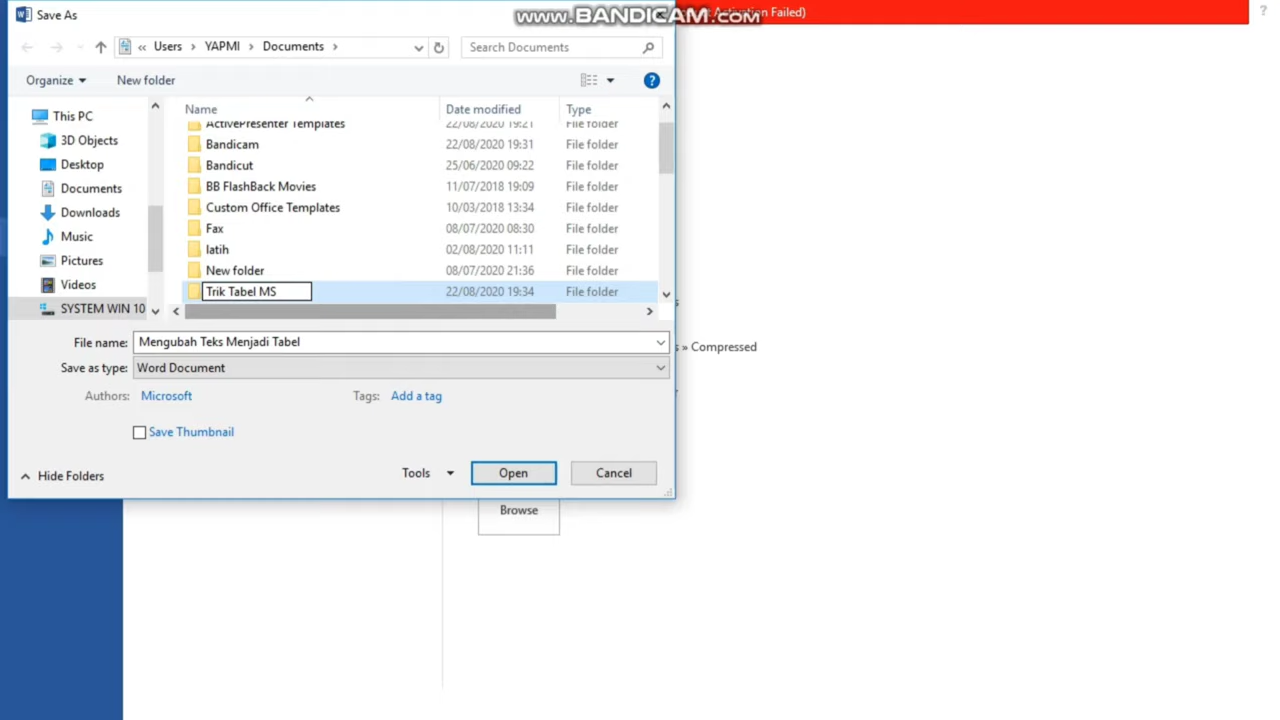 Save As
www.BANDICAM.com
Activation Failed)
?
« Users > YAPMI > Documents >
Search Documents
Organize
New folder
?
Name
Date modified
Type
This PC
3D Objects
Desktop
Documents
Downloads
Music
Pictures
Videos
SYSTEM WIN 10
ActivePresenter Templates 22/08/2020 19:21 File folder
Bandicam 22/08/2020 19:31 File folder
Bandicut 25/06/2020 09:22 File folder
BB FlashBack Movies 11/07/2018 19:09 File folder
Custom Office Templates 10/03/2018 13:34 File folder
Fax 08/07/2020 08:30 File folder
latih 02/08/2020 11:11 File folder
New folder 08/07/2020 21:36 File folder
Trik Tabel MS 22/08/2020 19:34 File folder
File name: Mengubah Teks Menjadi Tabel
Save as type: Word Document
Authors: Microsoft
Tags: Add a tag
Save Thumbnail
Hide Folders
Tools
Open
Cancel
s » Compressed
Browse